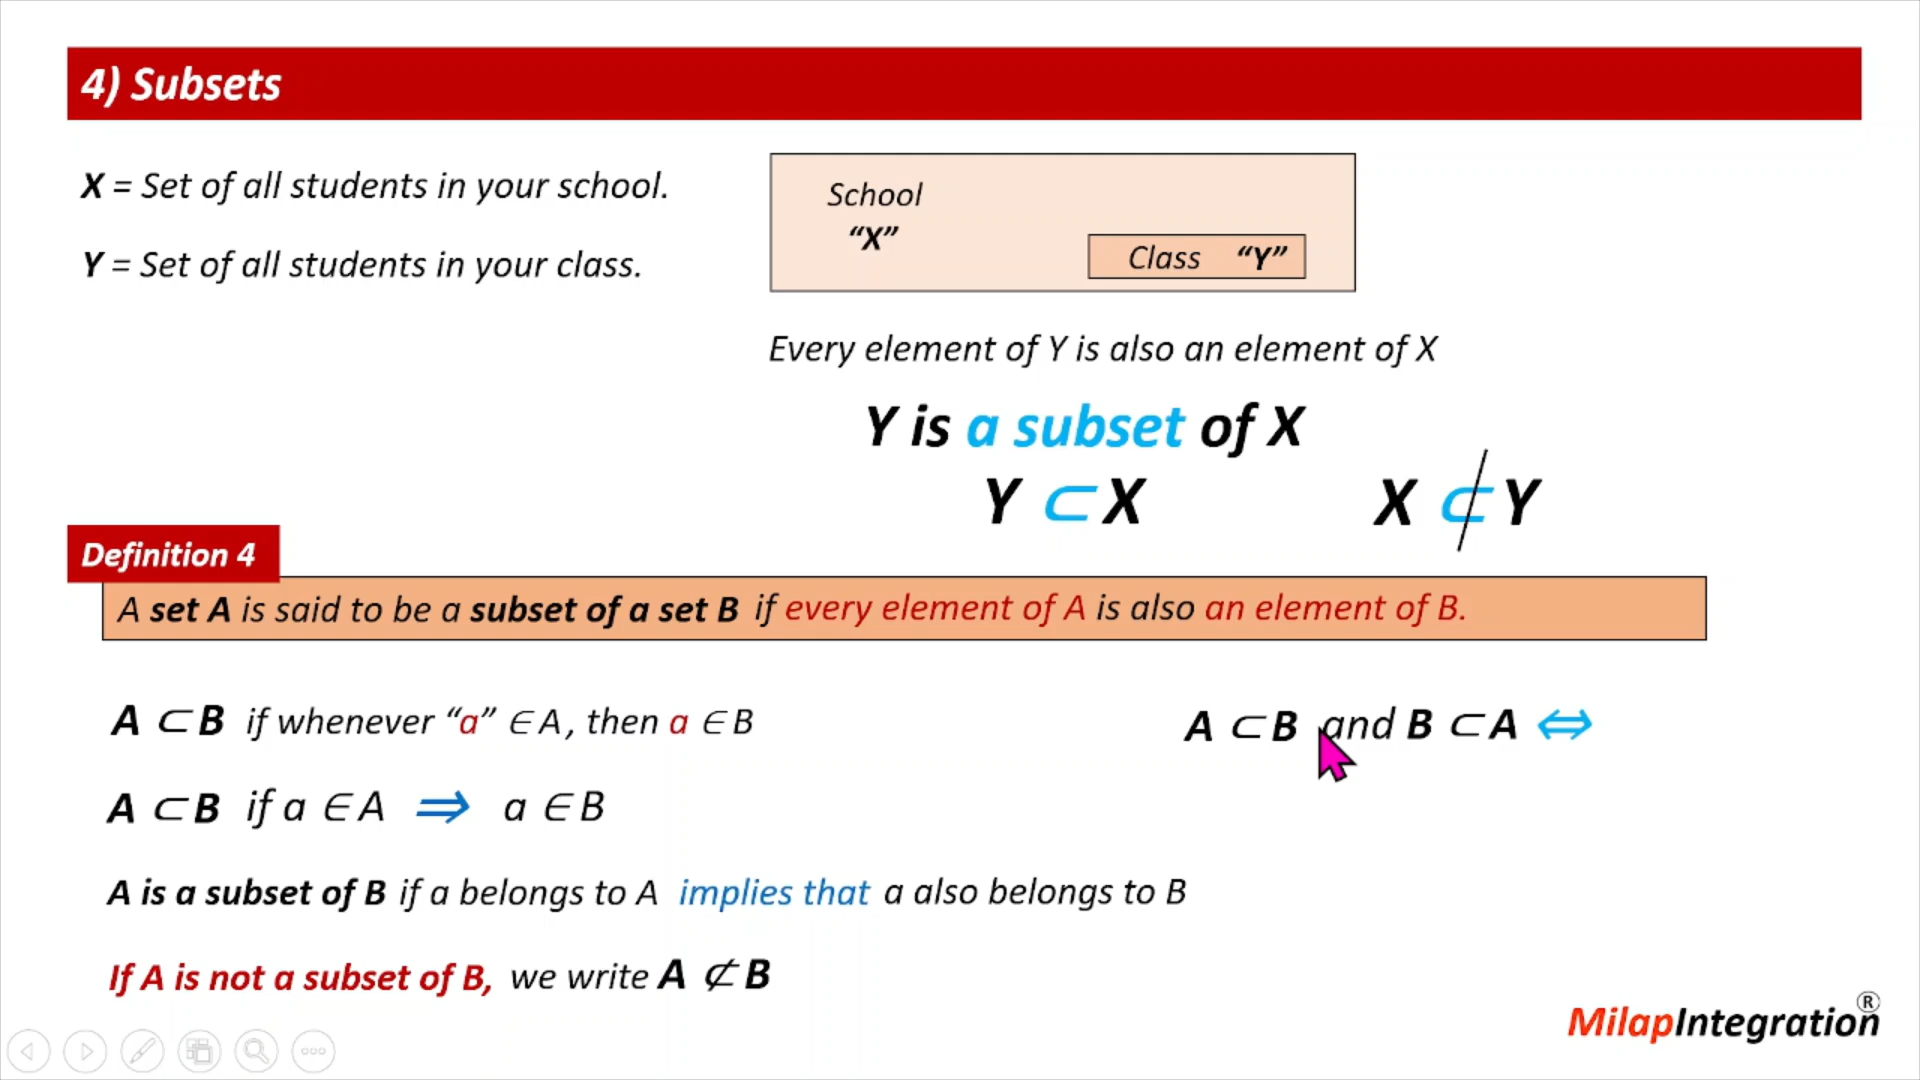 4) Subsets
X = Set of all students in your school.
Y = Set of all students in your class.
School
“X”
Class “Y”
Every element of Y is also an element of X
Y is a subset of X
Y ⊂ X
X ⊄ Y
Definition 4
A set A is said to be a subset of a set B if every element of A is also an element of B.
A ⊂ B if whenever “a” ∈ A, then a ∈ B
A ⊂ B and B ⊂ A ⇔
A ⊂ B if a ∈ A ⇒ a ∈ B
A is a subset of B if a belongs to A implies that a also belongs to B
If A is not a subset of B, we write A ⊄ B
MilapIntegration®